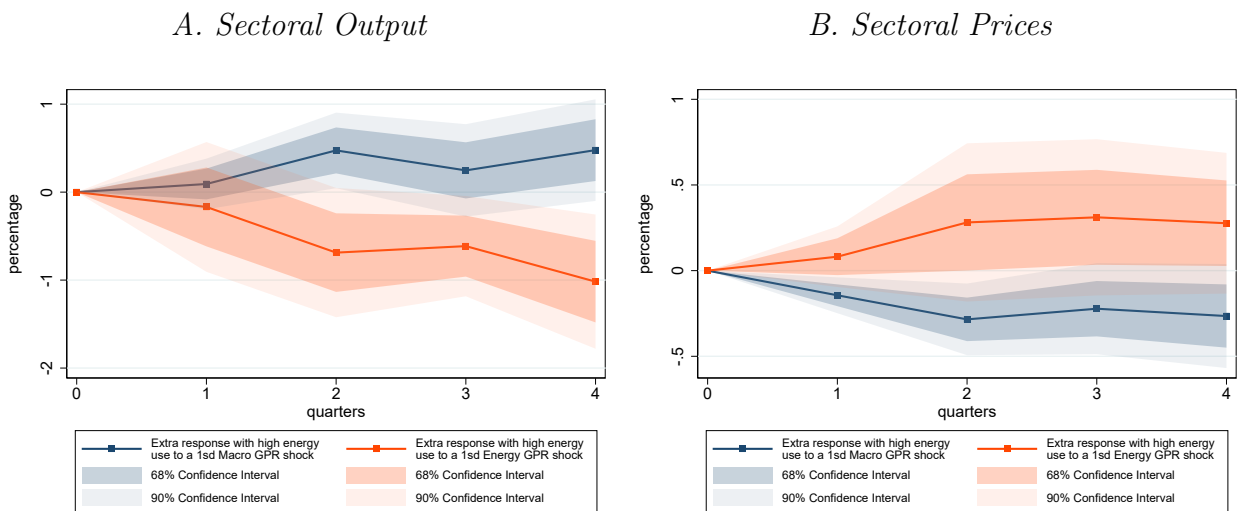 A. Sectoral Output
B. Sectoral Prices
1
0
-1
-2
percentage
0 1 2 3 4
quarters
Extra response with high energy
use to a 1sd Macro GPR shock
Extra response with high energy
use to a 1sd Energy GPR shock
68% Confidence Interval
68% Confidence Interval
90% Confidence Interval
90% Confidence Interval
1
.5
0
-.5
percentage
0 1 2 3 4
quarters
Extra response with high energy
use to a 1sd Macro GPR shock
Extra response with high energy
use to a 1sd Energy GPR shock
68% Confidence Interval
68% Confidence Interval
90% Confidence Interval
90% Confidence Interval